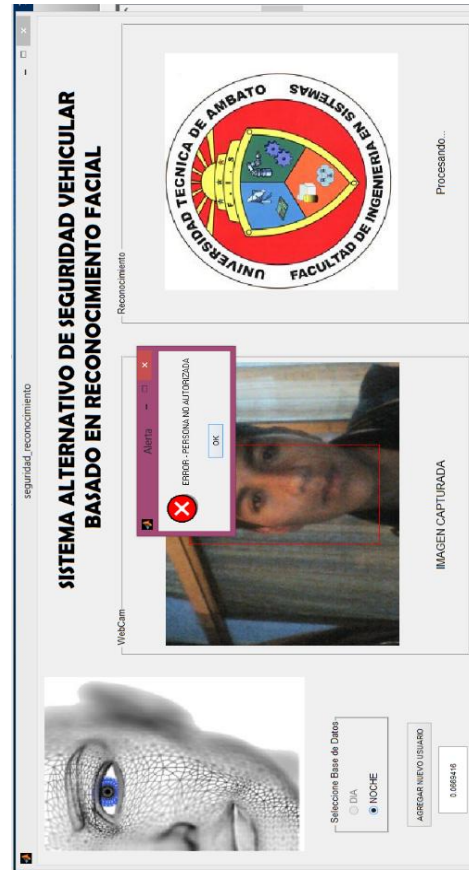 seguridad_reconocimiento
SISTEMA ALTERNATIVO DE SEGURIDAD VEHICULAR
BASADO EN RECONOCIMIENTO FACIAL
WebCam
Alerta
ERROR - PERSONA NO AUTORIZADA
OK
IMAGEN CAPTURADA
Reconocimiento
UNIVERSIDAD TECNICA DE AMBATO
F.I.S
FACULTAD DE INGENIERIA EN SISTEMAS
Procesando...
Seleccione Base de Datos
DIA
NOCHE
AGREGAR NUEVO USUARIO
0.0669416